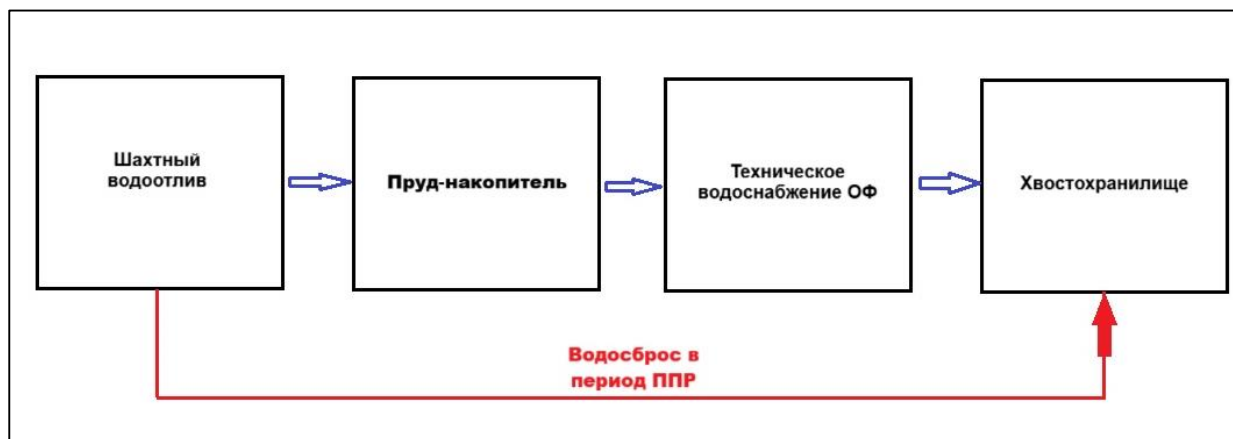 Шахтный
водоотлив
Пруд-накопитель
Техническое
водоснабжение ОФ
Хвостохранилище
Водосброс в
период ППР